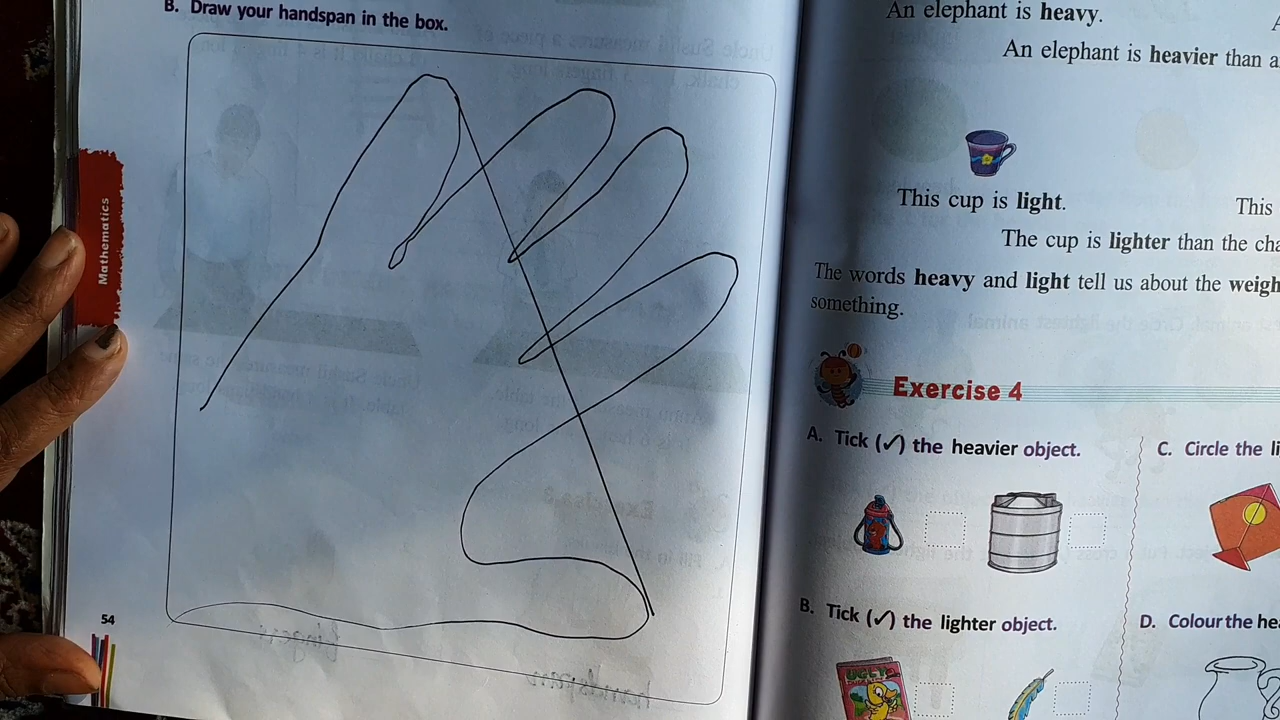 B. Draw your handspan in the box.
Mathematics
54
An elephant is heavy.
An elephant is heavier than a
This cup is light.
This
The cup is lighter than the cha
The words heavy and light tell us about the weigh
something.
Exercise 4
A. Tick (✓) the heavier object.
B. Tick (✓) the lighter object.
C. Circle the li
D. Colour the he